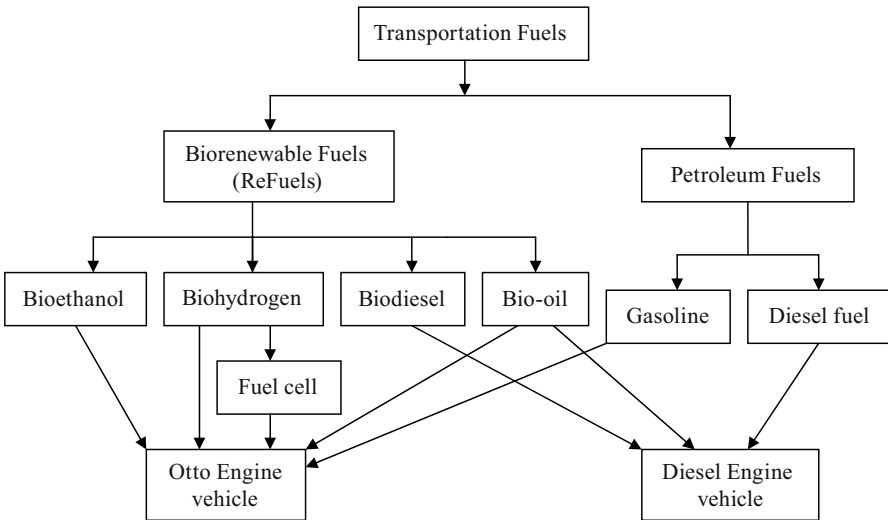 Transportation Fuels
Biorenewable Fuels
(ReFuels)
Petroleum Fuels
Bioethanol
Biohydrogen
Biodiesel
Bio-oil
Gasoline
Diesel fuel
Fuel cell
Otto Engine
vehicle
Diesel Engine
vehicle